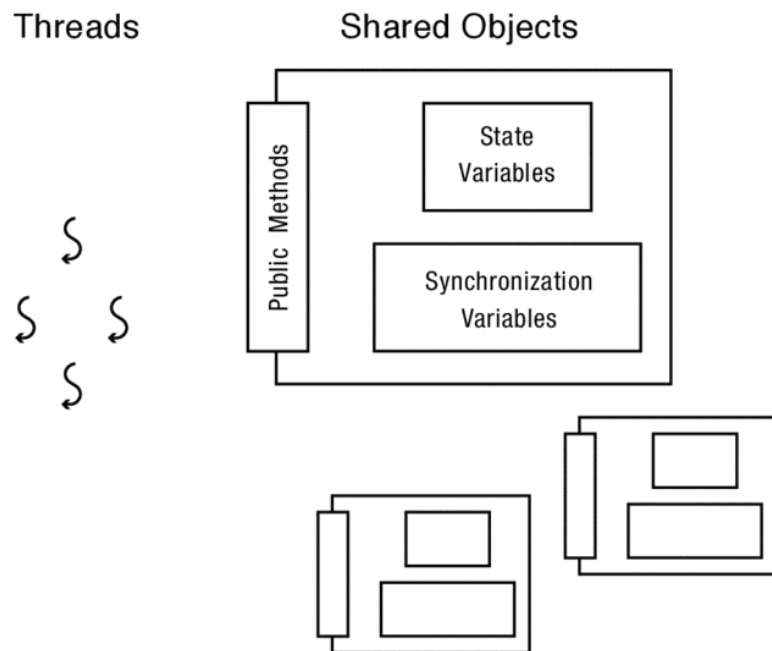 Threads
Shared Objects
Public Methods
State
Variables
Synchronization
Variables